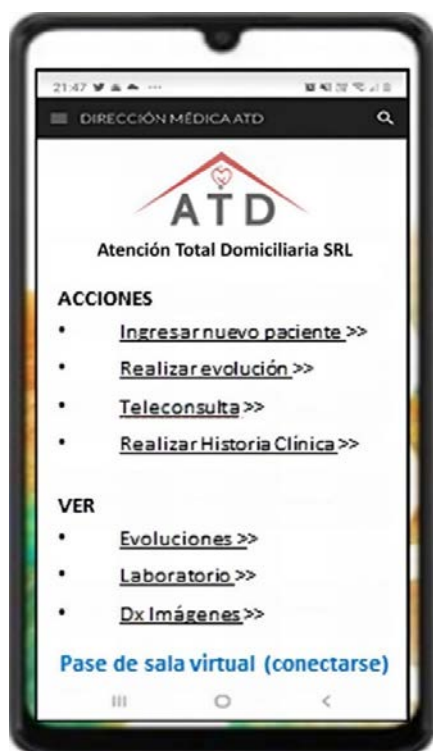 21:47
DIRECCIÓN MÉDICA ATD
ATD
Atención Total Domiciliaria SRL
ACCIONES
• Ingresar nuevo paciente >>
• Realizar evolución >>
• Teleconsulta >>
• Realizar Historia Clínica >>
VER
• Evoluciones >>
• Laboratorio >>
• Dx Imágenes >>
Pase de sala virtual (conectarse)